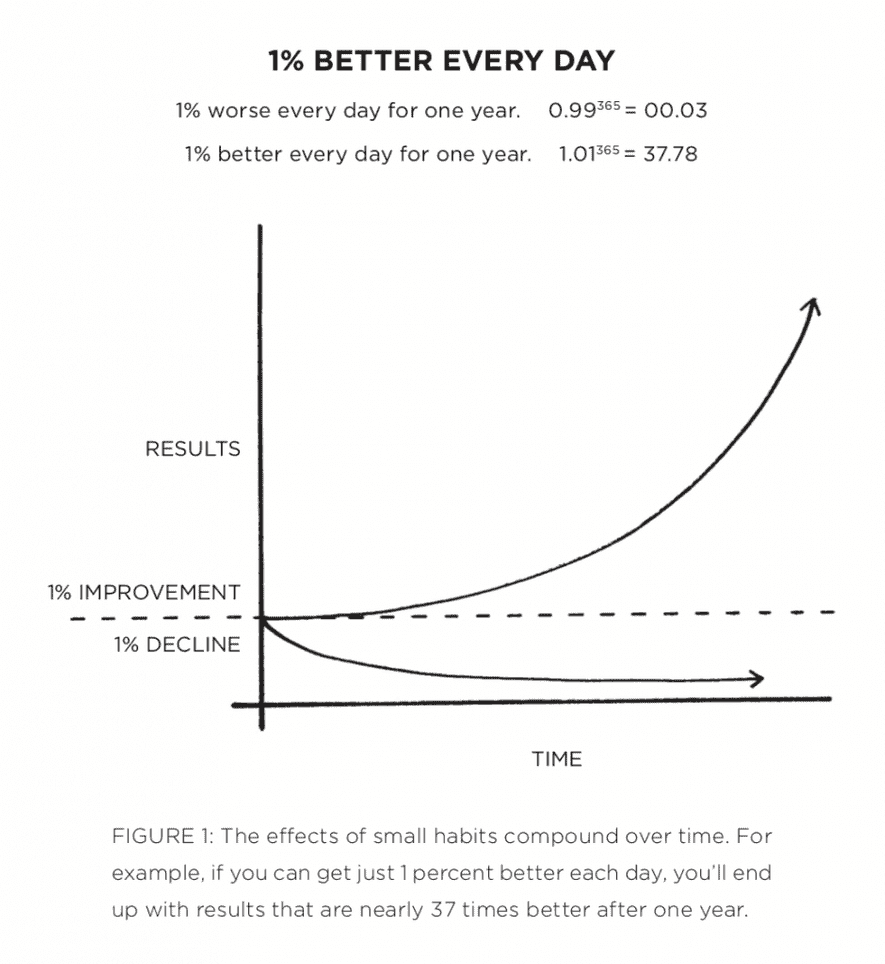 1% BETTER EVERY DAY
1% worse every day for one year. 0.99³⁶⁵ = 00.03
1% better every day for one year. 1.01³⁶⁵ = 37.78
RESULTS
1% IMPROVEMENT
1% DECLINE
TIME
FIGURE 1: The effects of small habits compound over time. For
example, if you can get just 1 percent better each day, you’ll end
up with results that are nearly 37 times better after one year.